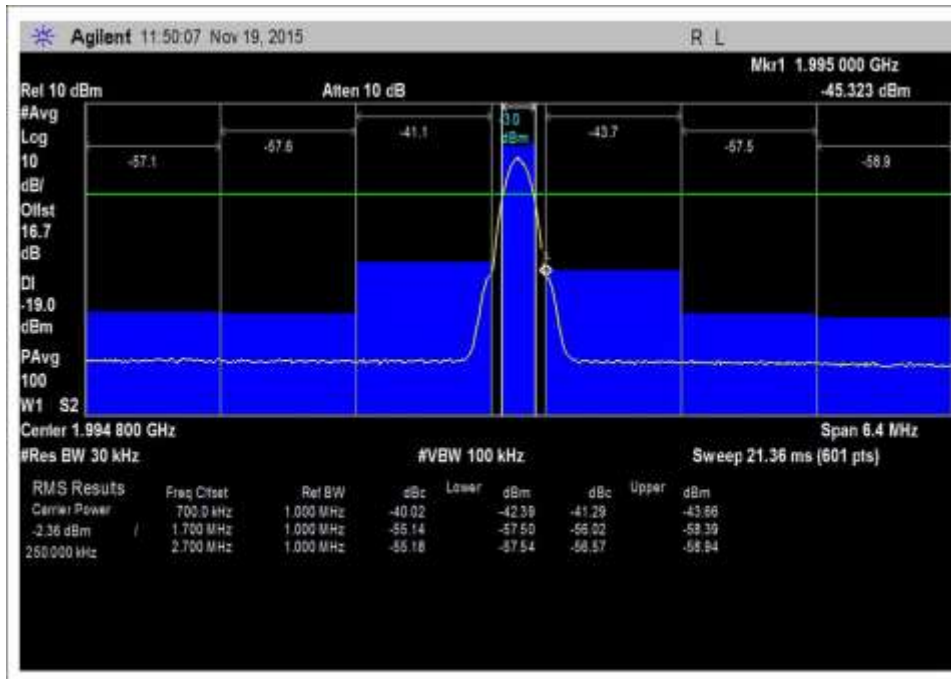 Agilent 11:50:07 Nov 19, 2015 R L
Mkr1 1.995 000 GHz
Ref 10 dBm Atten 10 dB -45.323 dBm
#Avg
Log
10
dB/
Offst
16.7
dB
DI
-19.0
dBm
PAvg
100
W1 S2
-57.1 -57.6 -41.1 -3.0 dBm -43.7 -57.5 -58.9
1
Center 1.994 800 GHz Span 6.4 MHz
#Res BW 30 kHz #VBW 100 kHz Sweep 21.36 ms (601 pts)
RMS Results Freq Offset Ref BW dBc Lower dBm dBc Upper dBm
Carrier Power 700.0 kHz 1.000 MHz -40.02 -42.39 -41.29 -43.66
-2.36 dBm / 1.700 MHz 1.000 MHz -55.14 -57.50 -56.02 -58.39
250.000 kHz 2.700 MHz 1.000 MHz -55.18 -57.54 -56.57 -58.94